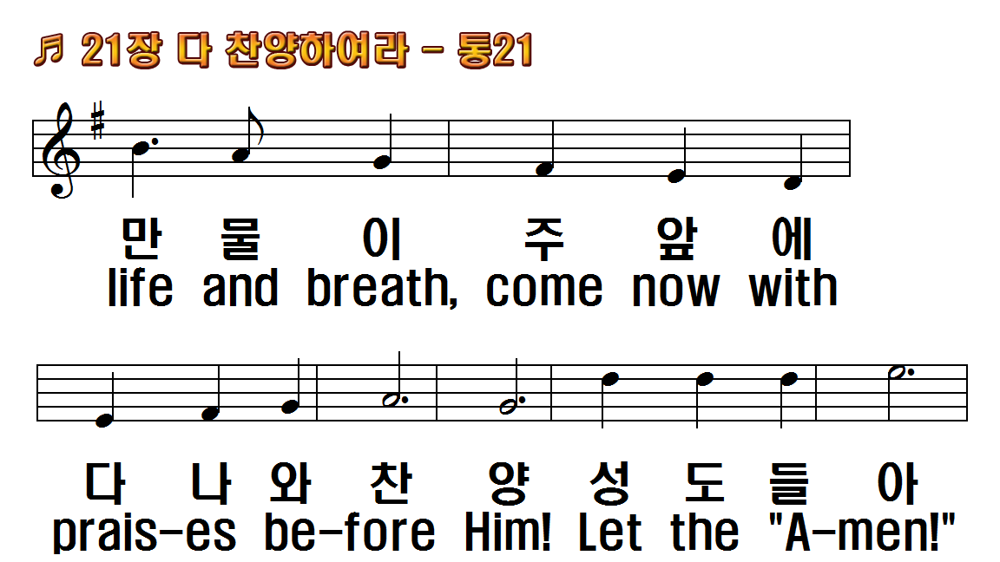 ♬ 21장 다 찬양하여라 - 통21
만 물 이 주 앞 에
life and breath, come now with
다 나 와 찬 양 성 도 들 아
prais-es be-fore Him! Let the "A-men!"